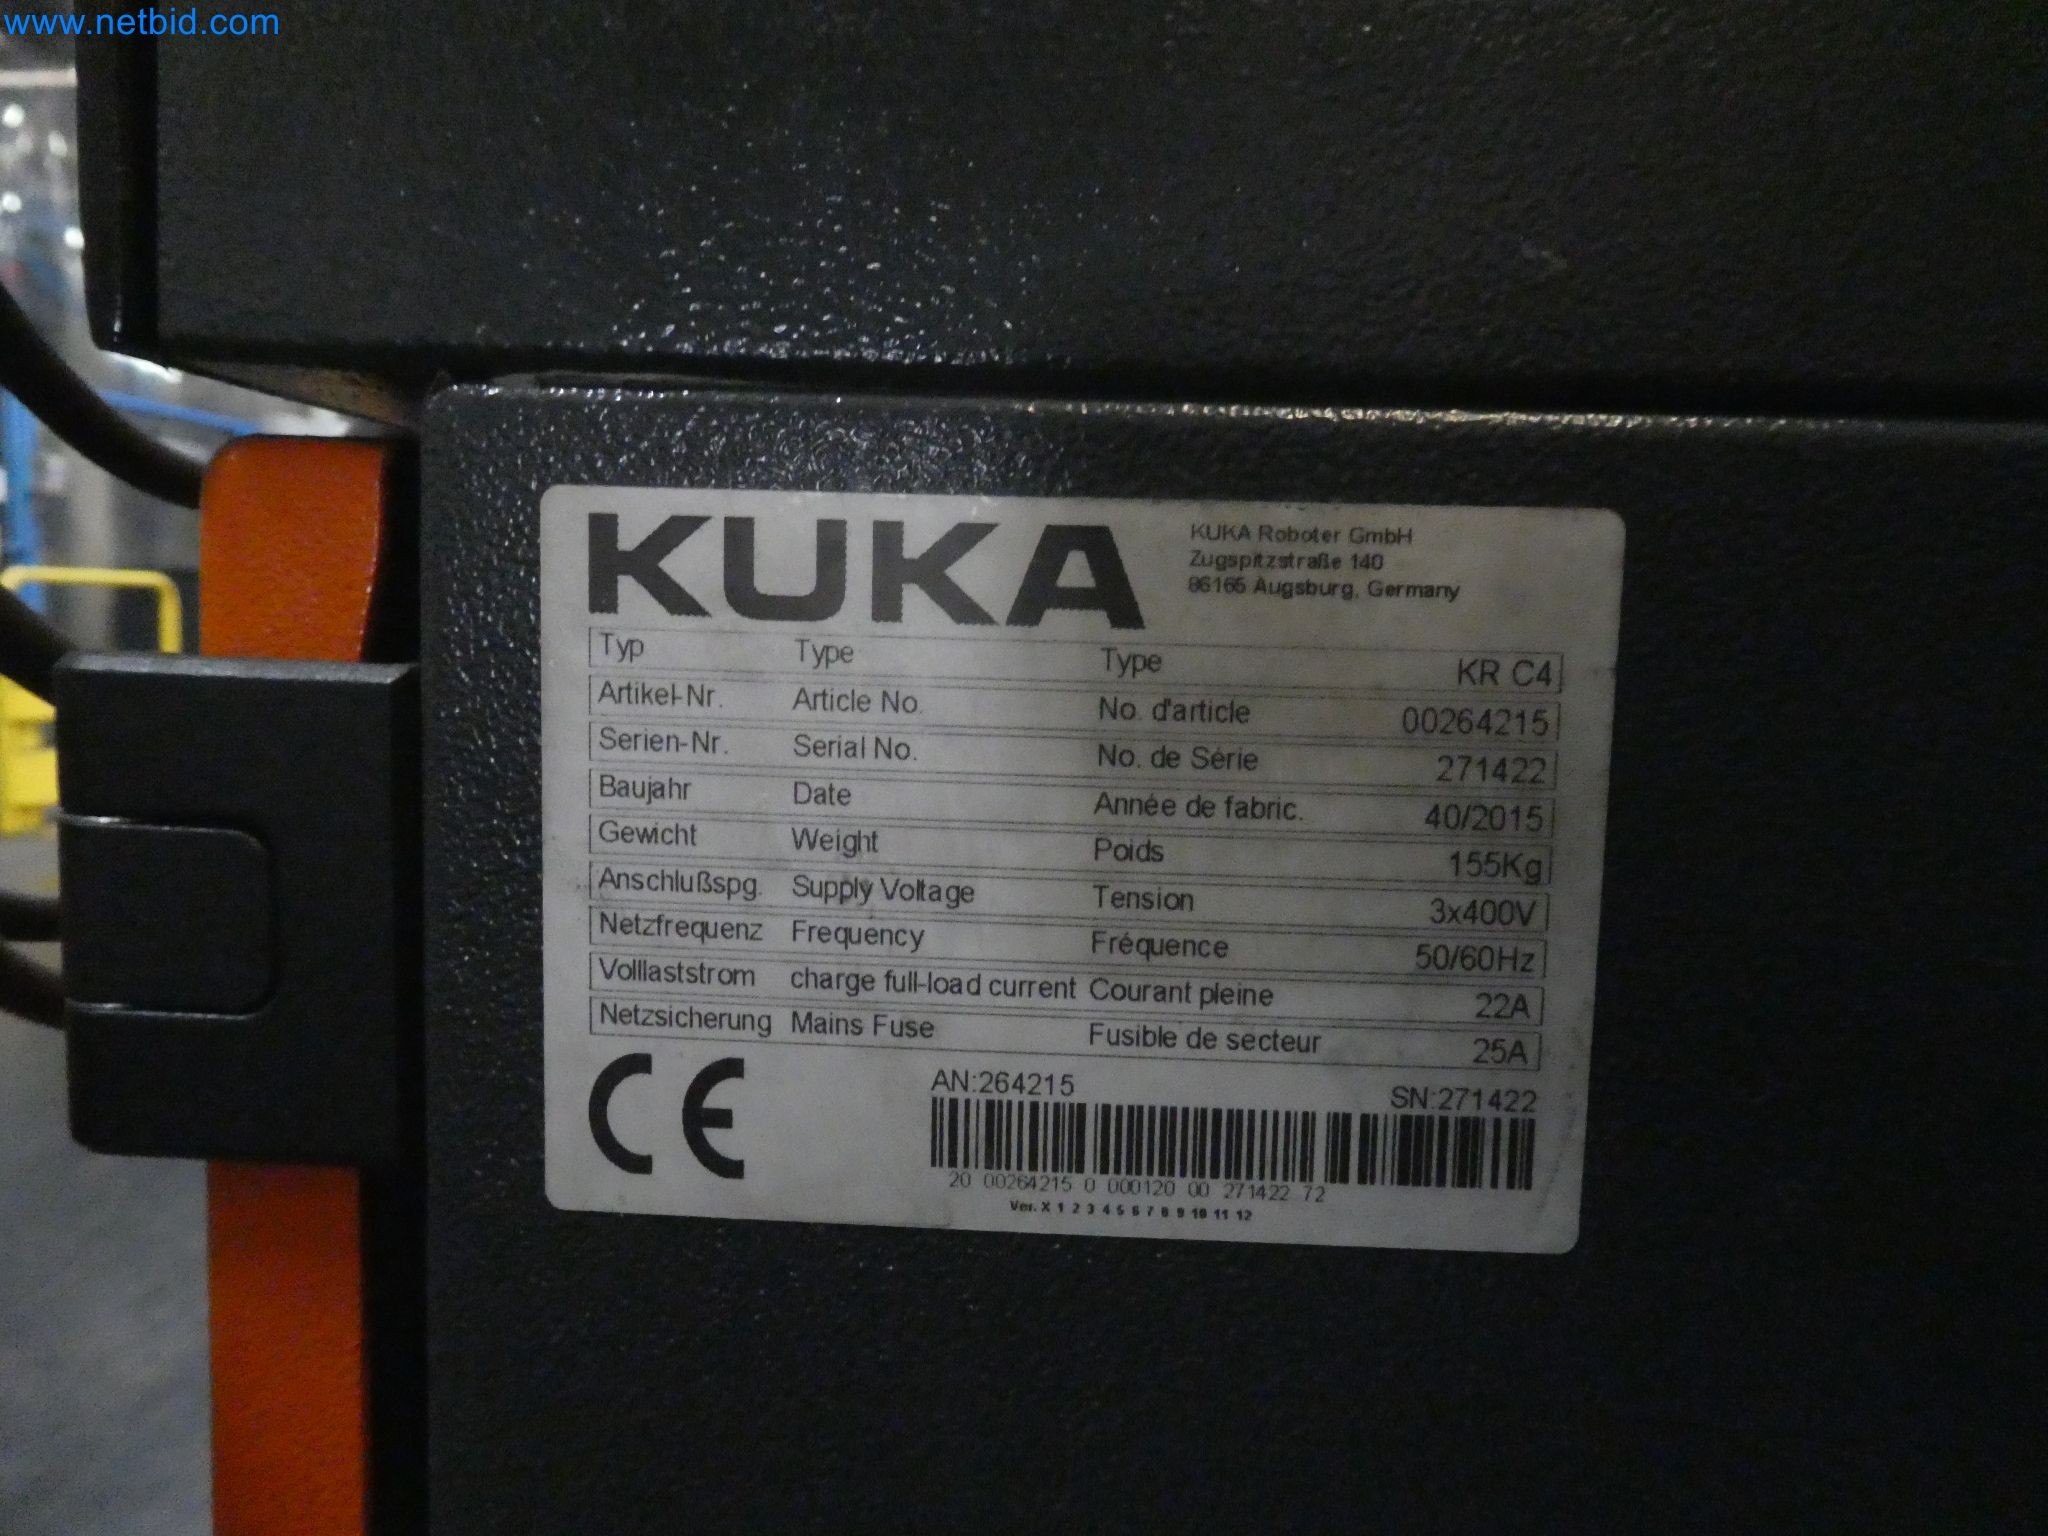 www.netbid.com
KUKA
KUKA Roboter GmbH
Zugspitzstraße 140
86165 Augsburg, Germany
Typ Type Type KR C4
Artikel-Nr. Article No. No. d'article 00264215
Serien-Nr. Serial No. No. de Série 271422
Baujahr Date Année de fabric. 40/2015
Gewicht Weight Poids 155Kg
Anschlußspg. Supply Voltage Tension 3x400V
Netzfrequenz Frequency Fréquence 50/60Hz
Volllaststrom charge full-load current Courant pleine 22A
Netzsicherung Mains Fuse Fusible de secteur 25A
CE
AN:264215 SN:271422
20 00264215 0 000120 00 271422 72
Ver. X 1 2 3 4 5 6 7 8 9 10 11 12